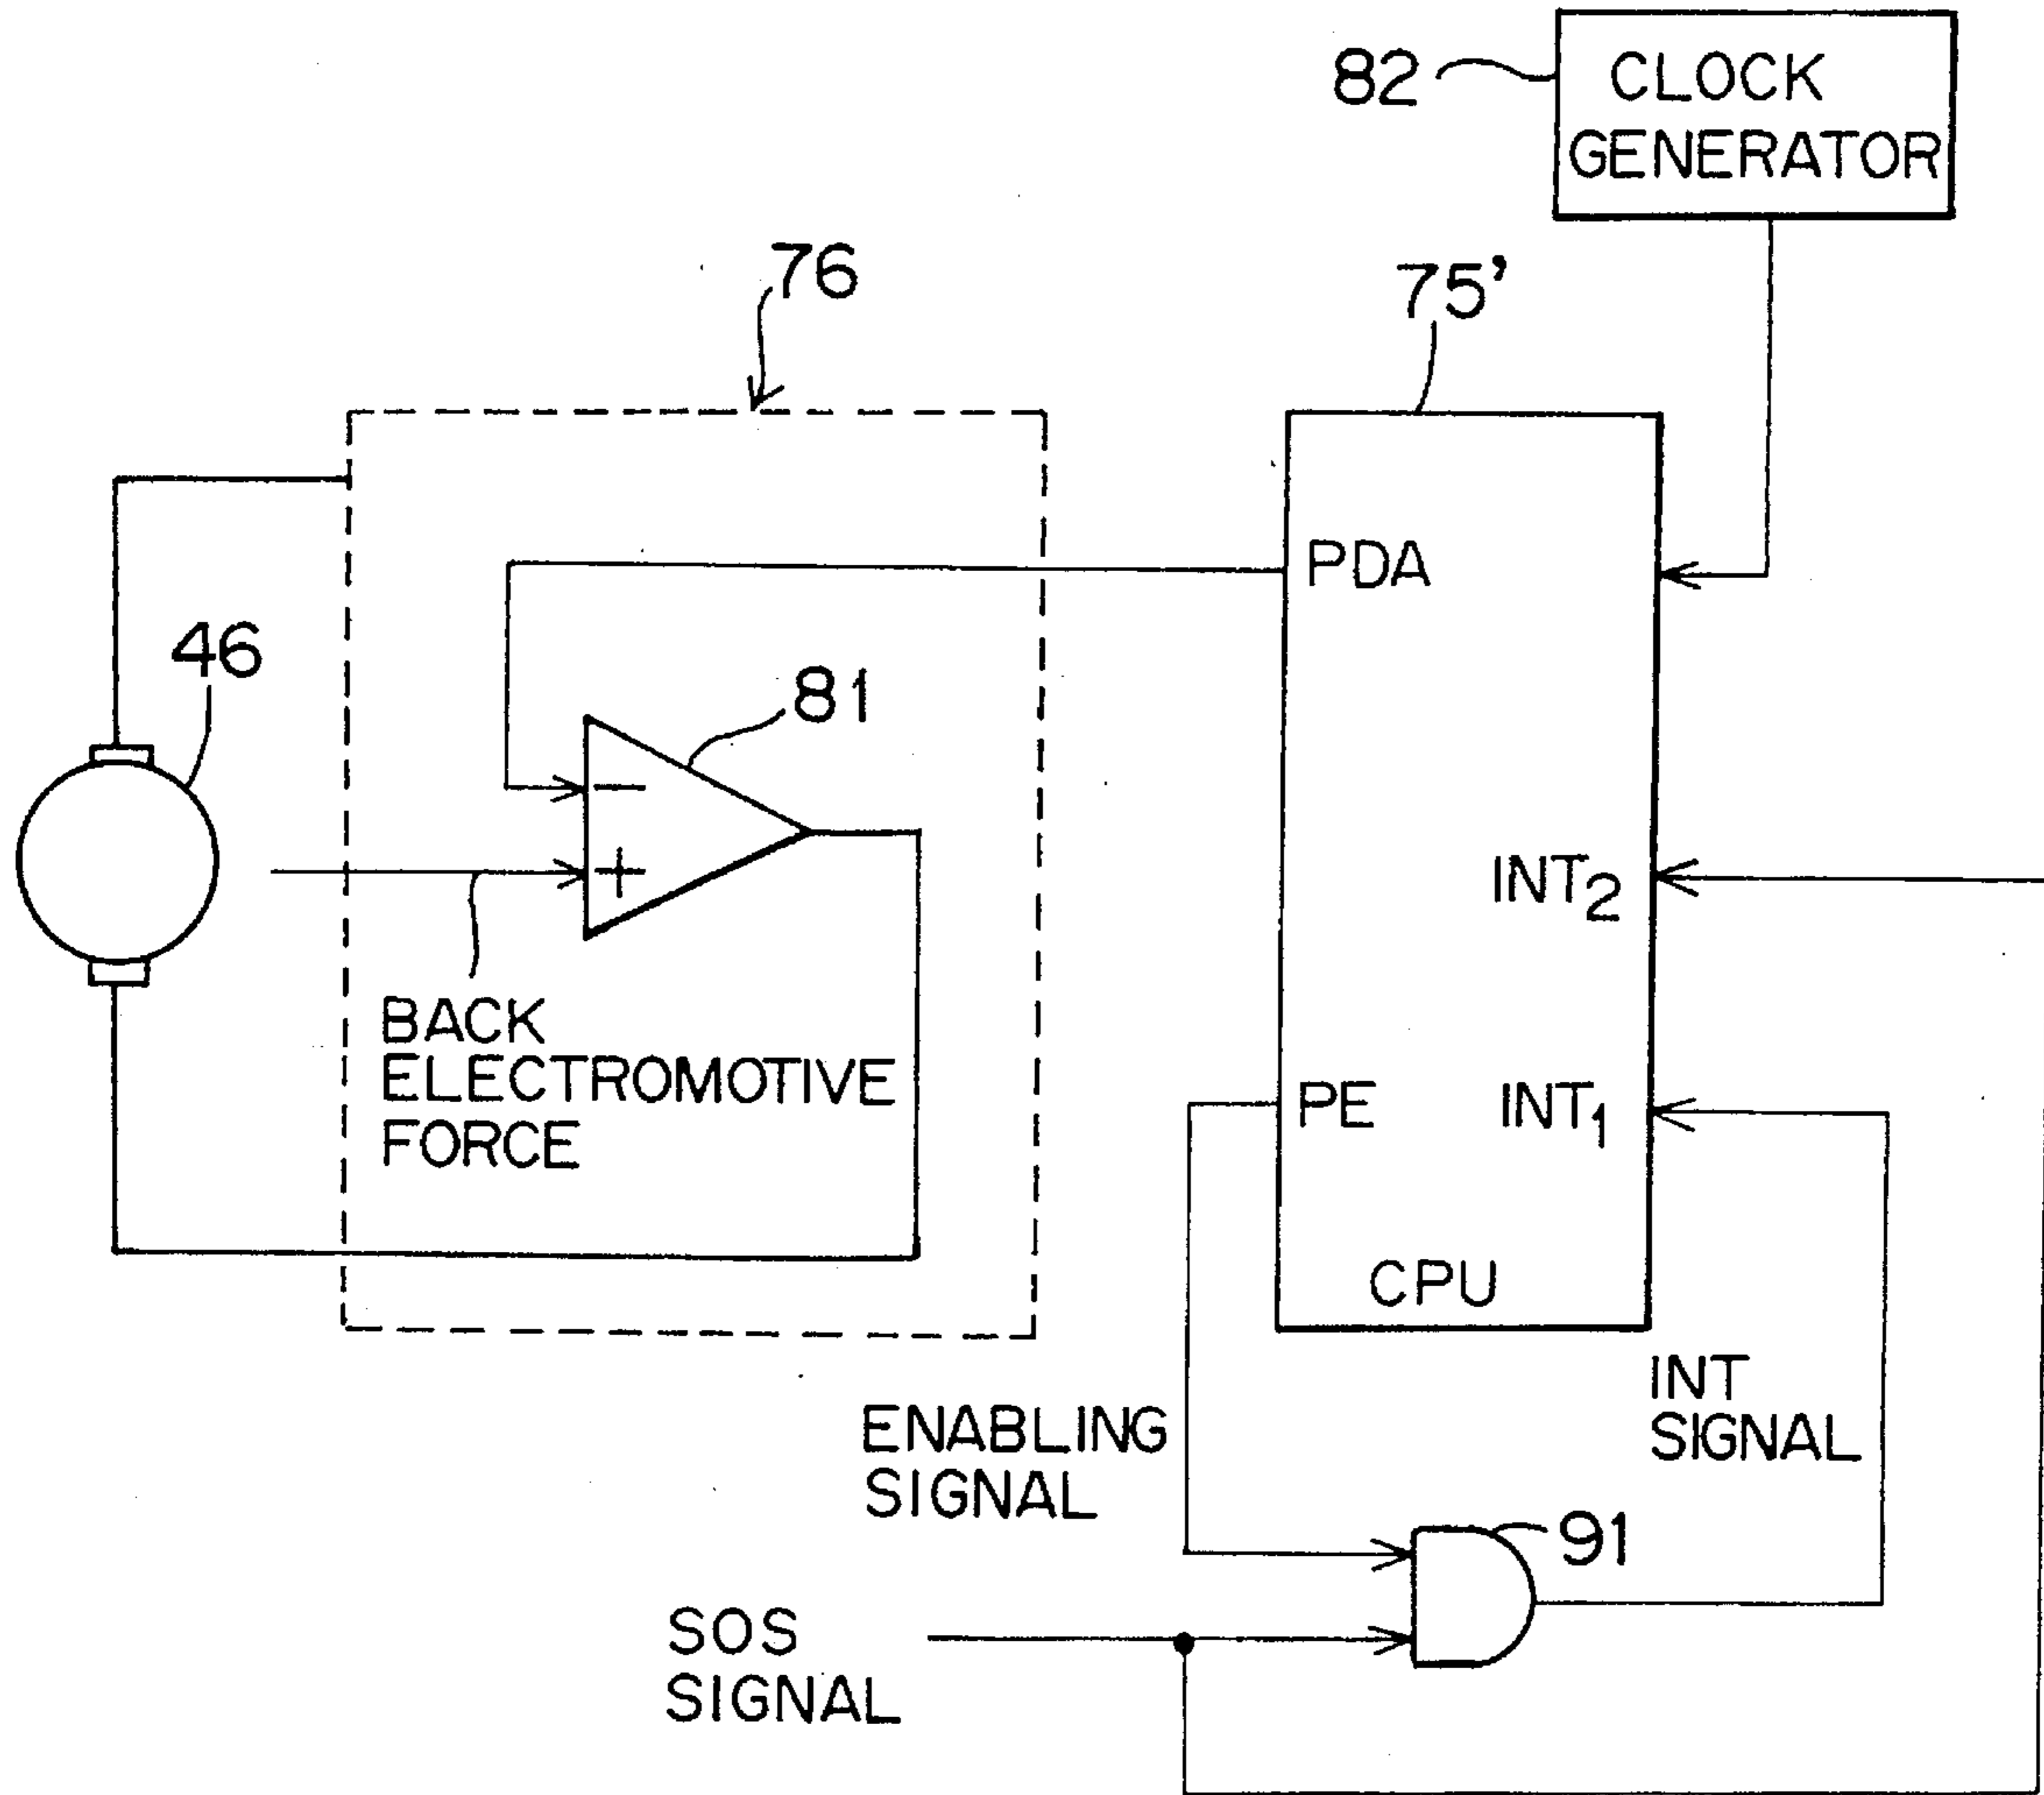 82
CLOCK
GENERATOR
76
75’
PDA
46
81
−
+
INT2
BACK
ELECTROMOTIVE
FORCE
PE
INT1
CPU
INT
SIGNAL
ENABLING
SIGNAL
91
SOS
SIGNAL